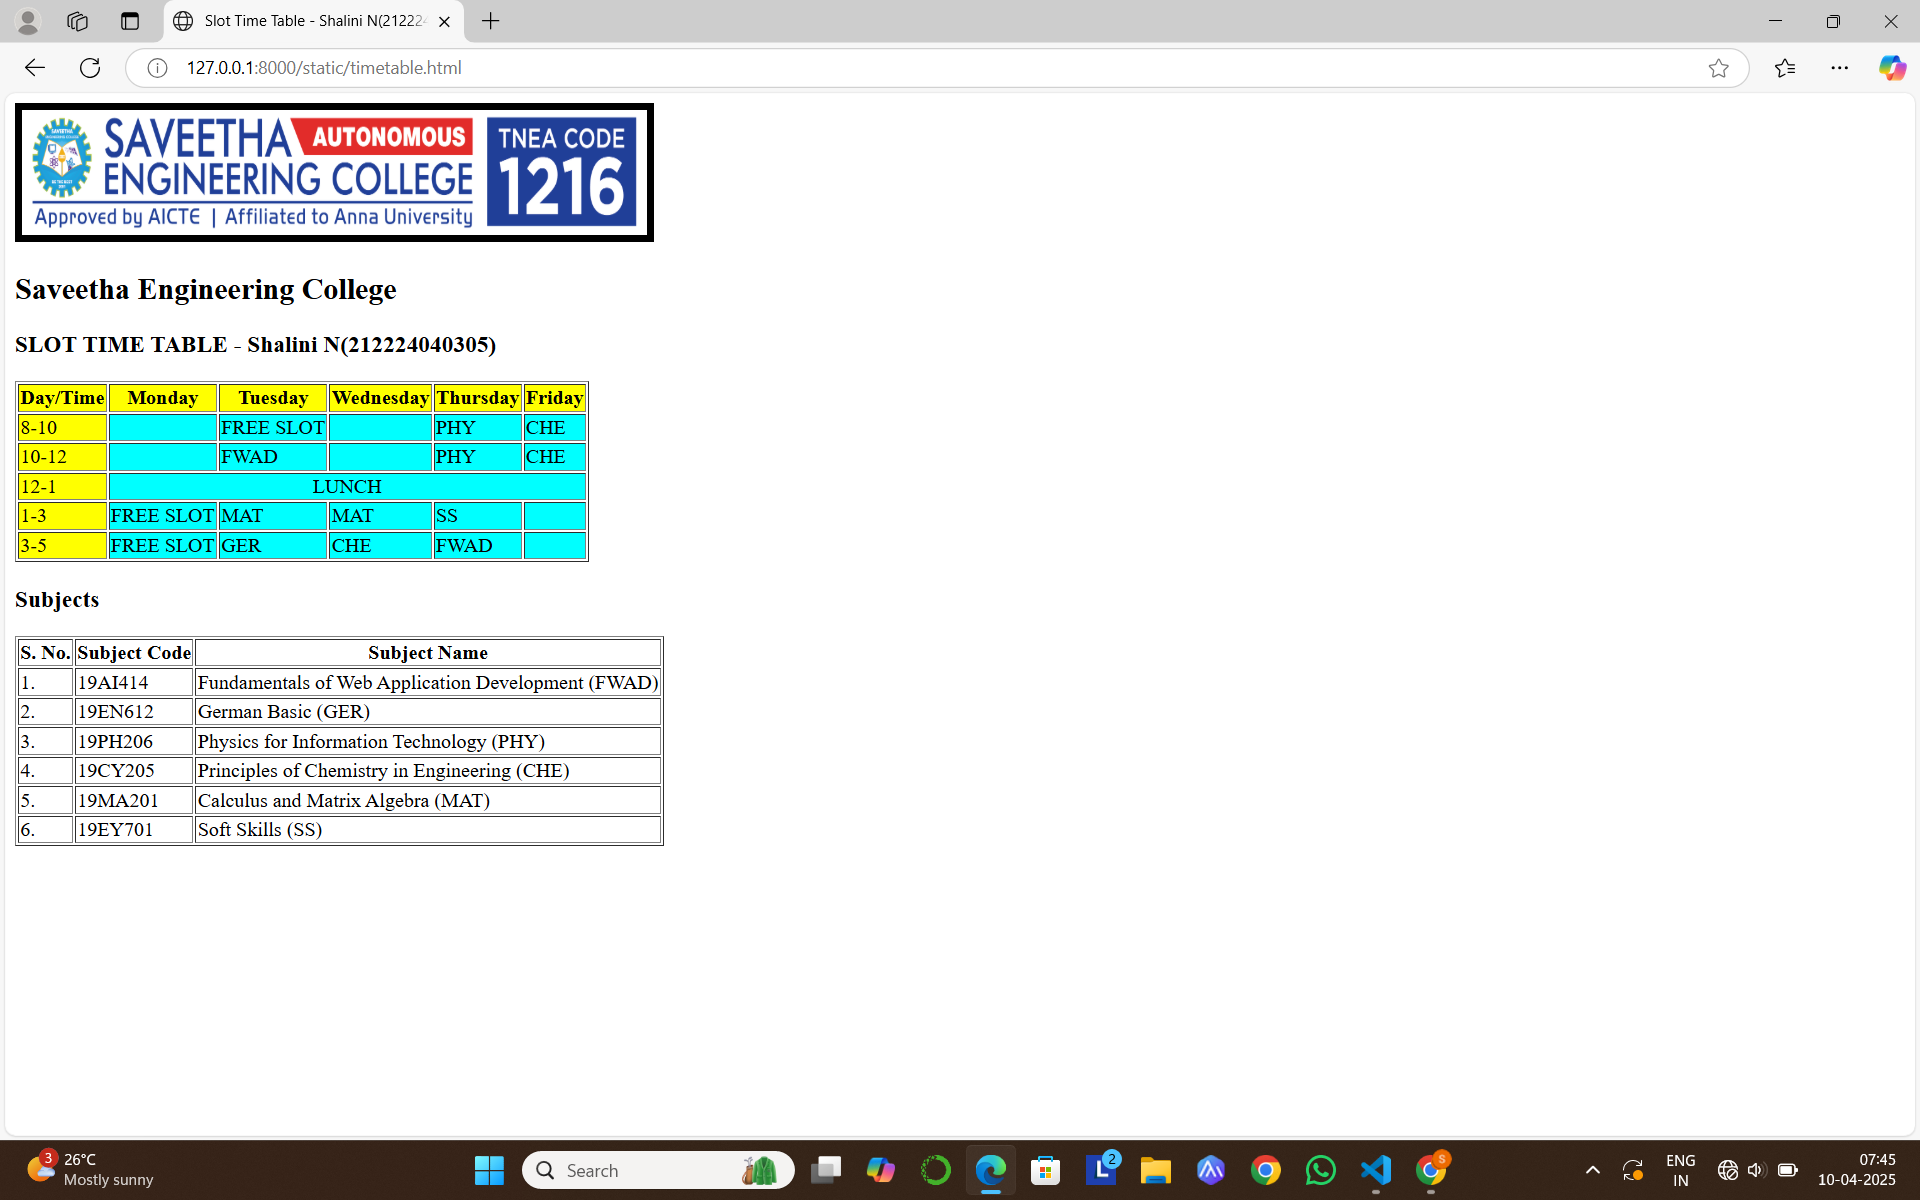 Slot Time Table - Shalini N(21222
127.0.0.1:8000/static/timetable.html
SAVEETHA AUTONOMOUS
ENGINEERING COLLEGE
Approved by AICTE | Affiliated to Anna University
TNEA CODE
1216
Saveetha Engineering College
SLOT TIME TABLE - Shalini N(212224040305)
Day/Time Monday Tuesday Wednesday Thursday Friday
8-10 FREE SLOT PHY CHE
10-12 FWAD PHY CHE
12-1 LUNCH
1-3 FREE SLOT MAT MAT SS
3-5 FREE SLOT GER CHE FWAD
Subjects
S. No. Subject Code Subject Name
1. 19AI414 Fundamentals of Web Application Development (FWAD)
2. 19EN612 German Basic (GER)
3. 19PH206 Physics for Information Technology (PHY)
4. 19CY205 Principles of Chemistry in Engineering (CHE)
5. 19MA201 Calculus and Matrix Algebra (MAT)
6. 19EY701 Soft Skills (SS)
3
26°C
Mostly sunny
Search
L
2
S
ENG
IN
07:45
10-04-2025